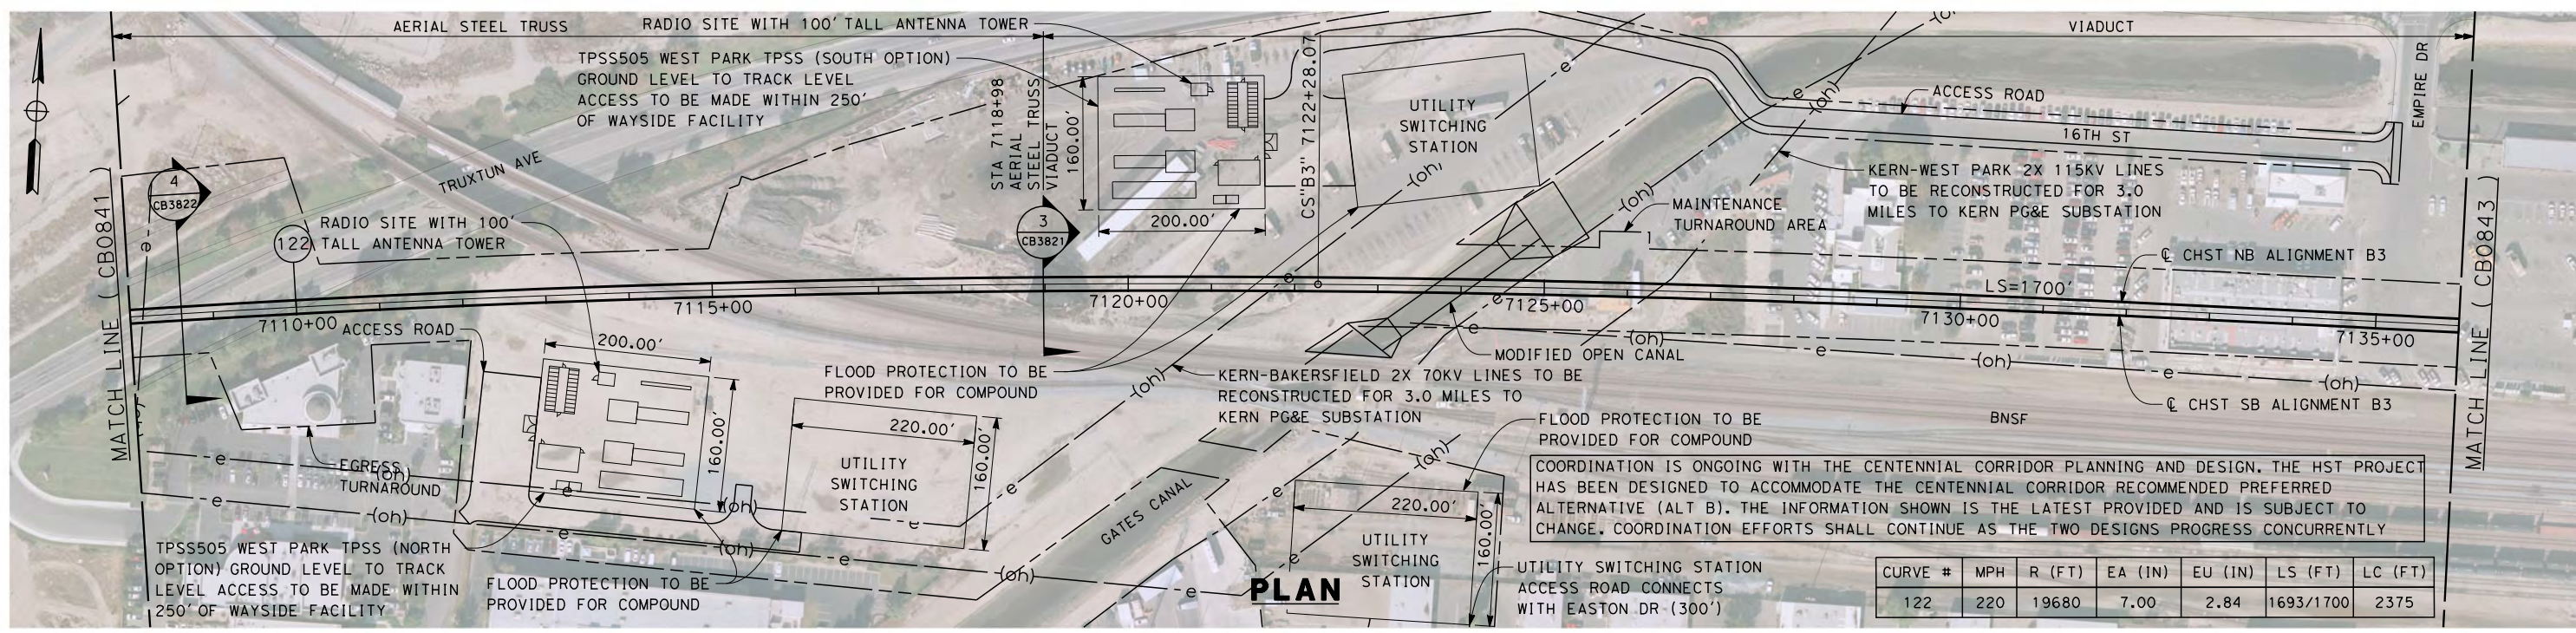 AERIAL STEEL TRUSS
RADIO SITE WITH 100' TALL ANTENNA TOWER
VIADUCT
TPSS505 WEST PARK TPSS (SOUTH OPTION)
GROUND LEVEL TO TRACK LEVEL
ACCESS TO BE MADE WITHIN 250'
OF WAYSIDE FACILITY
STA 7118+98
AERIAL
STEEL TRUSS
VIADUCT
160.00'
200.00'
CS"B3" 7122+28.07
UTILITY
SWITCHING
STATION
ACCESS ROAD
16TH ST
EMPIRE DR
KERN-WEST PARK 2X 115KV LINES
TO BE RECONSTRUCTED FOR 3.0
MILES TO KERN PG&E SUBSTATION
MAINTENANCE
TURNAROUND AREA
TRUXTUN AVE
4
CB3822
3
CB3821
122
RADIO SITE WITH 100'
TALL ANTENNA TOWER
MATCH LINE ( CB0841 )
MATCH LINE ( CB0843 )
℄ CHST NB ALIGNMENT B3
LS=1700'
7110+00
7115+00
7120+00
7125+00
7130+00
7135+00
ACCESS ROAD
200.00'
160.00'
FLOOD PROTECTION TO BE
PROVIDED FOR COMPOUND
MODIFIED OPEN CANAL
KERN-BAKERSFIELD 2X 70KV LINES TO BE
RECONSTRUCTED FOR 3.0 MILES TO
KERN PG&E SUBSTATION
℄ CHST SB ALIGNMENT B3
BNSF
FLOOD PROTECTION TO BE
PROVIDED FOR COMPOUND
220.00'
160.00'
UTILITY
SWITCHING
STATION
EGRESS
TURNAROUND
GATES CANAL
220.00'
160.00'
UTILITY
SWITCHING
STATION
COORDINATION IS ONGOING WITH THE CENTENNIAL CORRIDOR PLANNING AND DESIGN. THE HST PROJECT
HAS BEEN DESIGNED TO ACCOMMODATE THE CENTENNIAL CORRIDOR RECOMMENDED PREFERRED
ALTERNATIVE (ALT B). THE INFORMATION SHOWN IS THE LATEST PROVIDED AND IS SUBJECT TO
CHANGE. COORDINATION EFFORTS SHALL CONTINUE AS THE TWO DESIGNS PROGRESS CONCURRENTLY
TPSS505 WEST PARK TPSS (NORTH
OPTION) GROUND LEVEL TO TRACK
LEVEL ACCESS TO BE MADE WITHIN
250' OF WAYSIDE FACILITY
FLOOD PROTECTION TO BE
PROVIDED FOR COMPOUND
PLAN
UTILITY SWITCHING STATION
ACCESS ROAD CONNECTS
WITH EASTON DR (300')
CURVE # MPH R (FT) EA (IN) EU (IN) LS (FT) LC (FT)
122 220 19680 7.00 2.84 1693/1700 2375